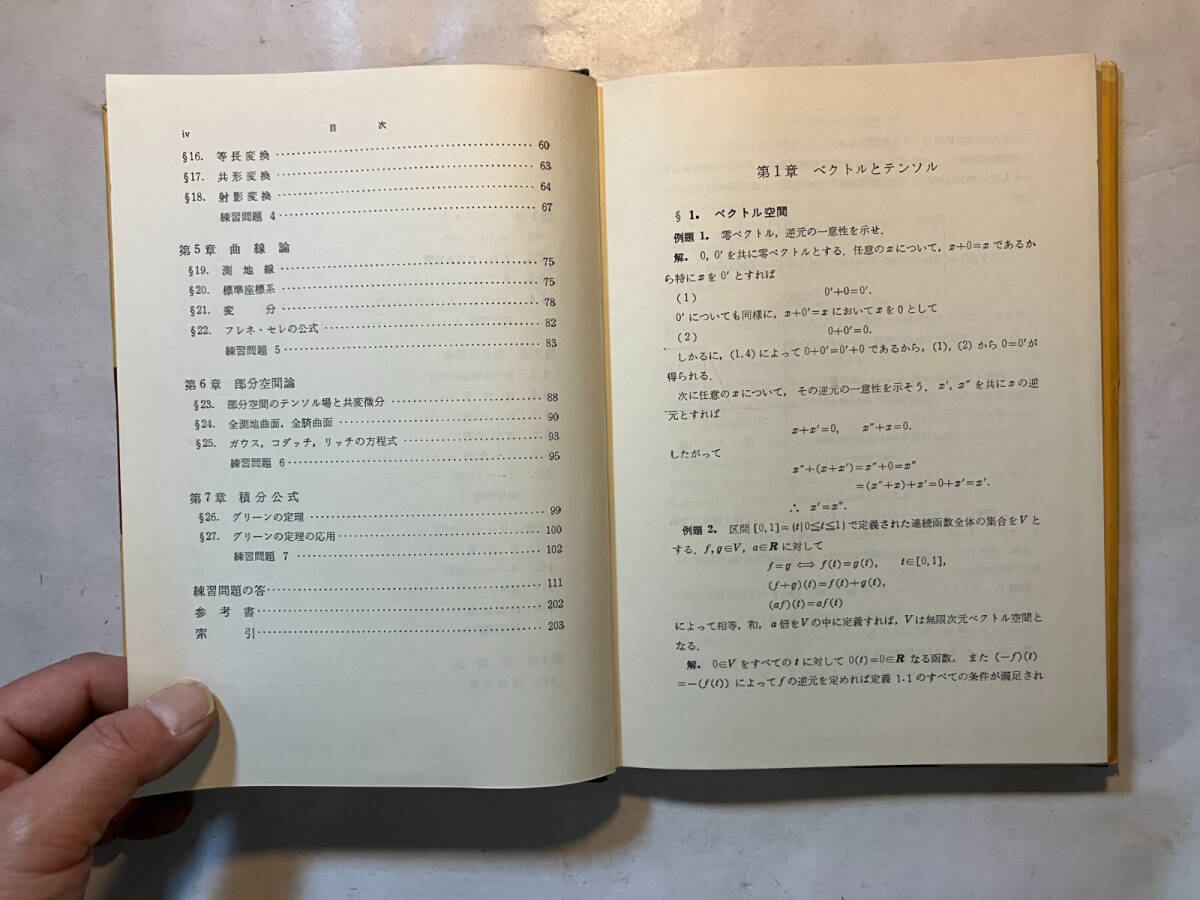 iv 目次
§16. 等長変換 …… 60
§17. 共形変換 …… 63
§18. 射影変換 …… 64
練習問題 4 …… 67
第5章 曲線論
§19. 測地線 …… 75
§20. 標準座標系 …… 75
§21. 変分 …… 78
§22. フレネ・セレの公式 …… 82
練習問題 5 …… 83
第6章 部分空間論
§23. 部分空間のテンソル場と共変微分 …… 88
§24. 全測地曲面,全臍曲面 …… 90
§25. ガウス,コダッチ,リッチの方程式 …… 93
練習問題 6 …… 95
第7章 積分公式
§26. グリーンの定理 …… 99
§27. グリーンの定理の応用 …… 100
練習問題 7 …… 102
練習問題の答 …… 111
参考書 …… 202
索引 …… 203
第1章 ベクトルとテンソル
§ 1. ベクトル空間
例題 1. 零ベクトル,逆元の一意性を示せ.
解. 0, 0′ を共に零ベクトルとする.任意のxについて,x+0=x であるか
ら特にxを 0′ とすれば
(1) 0′+0=0′.
0′ についても同様に,x+0′=x においてxを0として
(2) 0+0′=0.
しかるに,(1.4)によって 0+0′=0′+0 であるから,(1),(2) から 0=0′が
得られる.
次に任意のxについて,その逆元の一意性を示そう.x′, x″ を共にxの逆
元とすれば
x+x′=0, x″+x=0.
したがって
x″+(x+x′)=x″+0=x″
=(x″+x)+x′=0+x′=x′.
∴ x′=x″.
例題 2. 区間 [0,1]={t|0≦t≦1}で定義された連続函数全体の集合をVと
する.f,g∈V, a∈R に対して
f=g ⟺ f(t)=g(t), t∈[0,1],
(f+g)(t)=f(t)+g(t),
(af)(t)=af(t)
によって相等,和,a倍をVの中に定義すれば,Vは無限次元ベクトル空間と
なる.
解. 0∈V をすべてのtに対して 0(t)=0∈R なる函数,また (−f)(t)
=−(f(t)) によってfの逆元を定めれば定義 1.1 のすべての条件が満足され